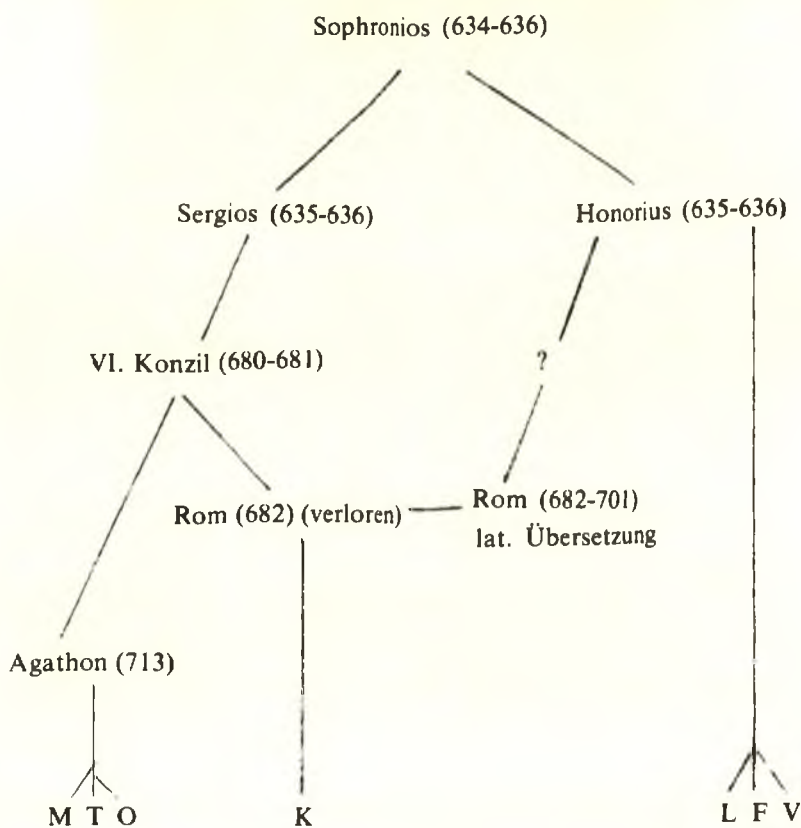 Sophronios (634-636)
Sergios (635-636)
Honorius (635-636)
VI. Konzil (680-681)
?
Rom (682) (verloren)
Rom (682-701)
lat. Übersetzung
Agathon (713)
M T O
K
L F V